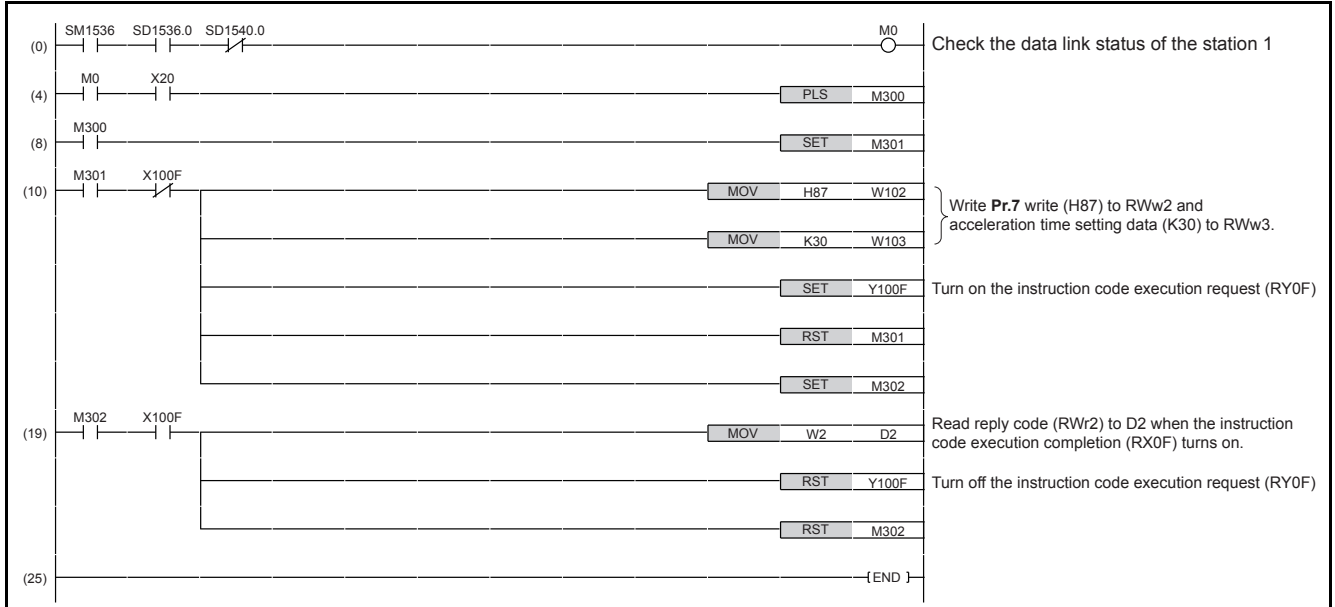 SM1536 SD1536.0 SD1540.0 M0
(0) Check the data link status of the station 1
M0 X20
(4) PLS M300
M300
(8) SET M301
M301 X100F
(10) MOV H87 W102
Write Pr.7 write (H87) to RWw2 and
acceleration time setting data (K30) to RWw3.
MOV K30 W103
SET Y100F Turn on the instruction code execution request (RY0F)
RST M301
SET M302
M302 X100F
(19) MOV W2 D2 Read reply code (RWr2) to D2 when the instruction
code execution completion (RX0F) turns on.
RST Y100F Turn off the instruction code execution request (RY0F)
RST M302
(25) END